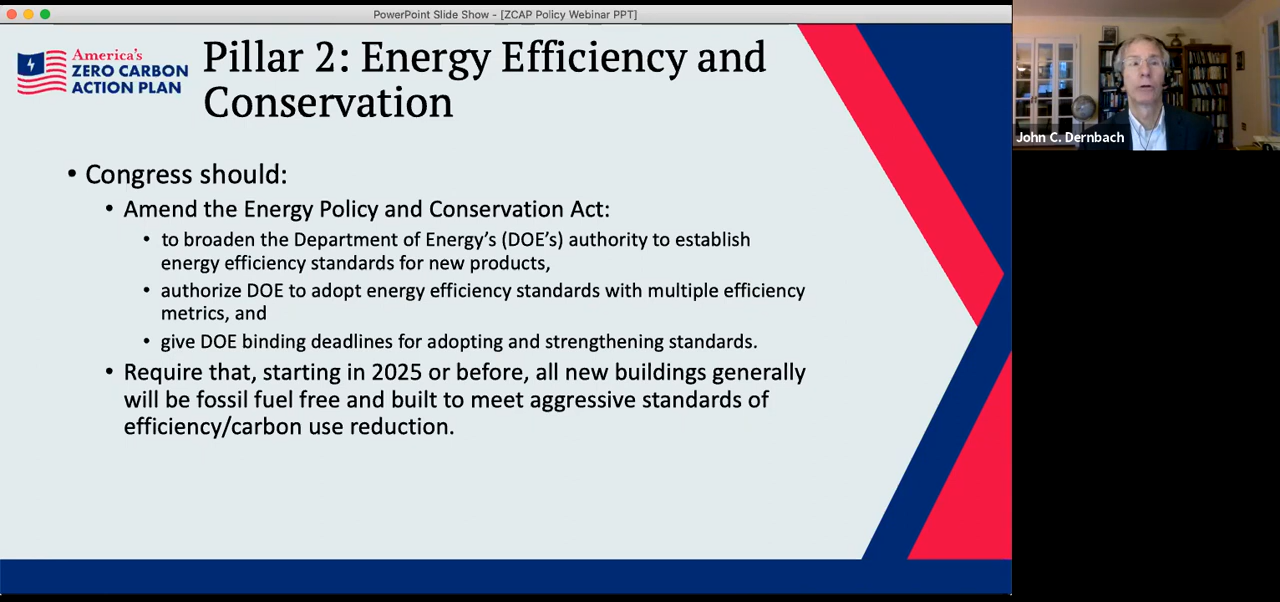 PowerPoint Slide Show - [ZCAP Policy Webinar PPT]
America's
ZERO CARBON
ACTION PLAN
Pillar 2: Energy Efficiency and
Conservation
• Congress should:
• Amend the Energy Policy and Conservation Act:
• to broaden the Department of Energy's (DOE's) authority to establish
energy efficiency standards for new products,
• authorize DOE to adopt energy efficiency standards with multiple efficiency
metrics, and
• give DOE binding deadlines for adopting and strengthening standards.
• Require that, starting in 2025 or before, all new buildings generally
will be fossil fuel free and built to meet aggressive standards of
efficiency/carbon use reduction.
John C. Dernbach